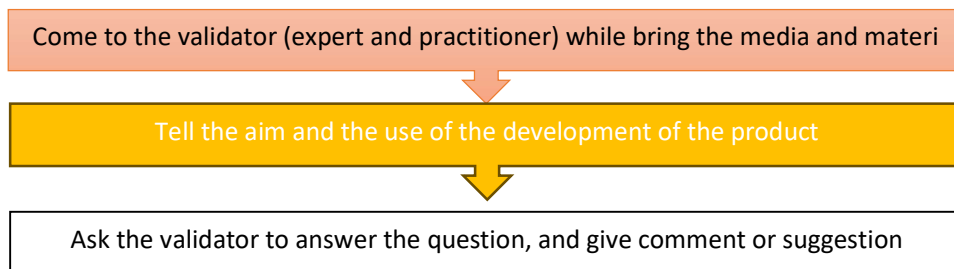 Come to the validator (expert and practitioner) while bring the media and materi
Tell the aim and the use of the development of the product
Ask the validator to answer the question, and give comment or suggestion